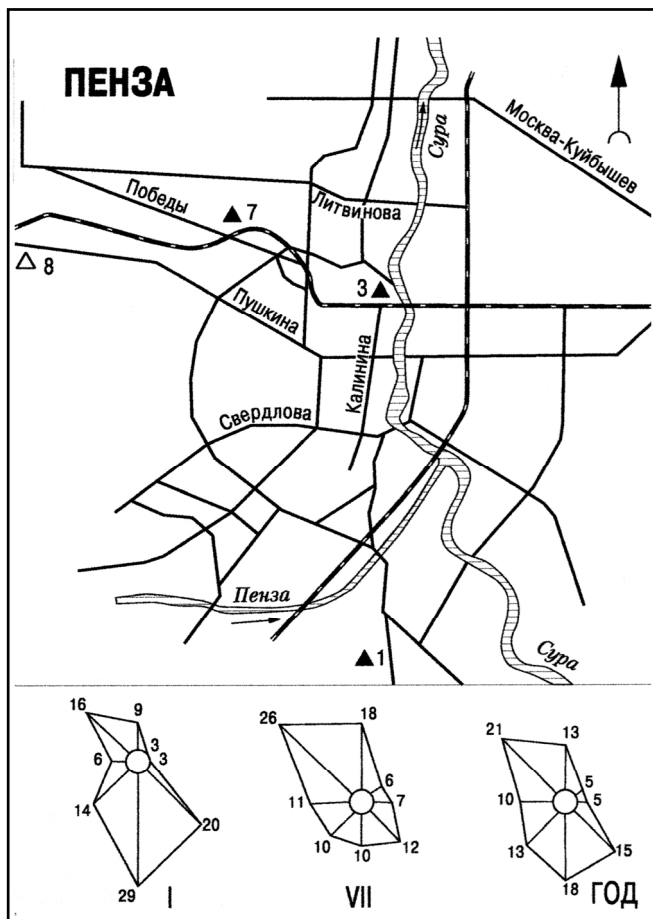 ПЕНЗА
Сура
Москва-Куйбышев
Победы
7
Литвинова
8
3
Пушкина
Калинина
Свердлова
Пенза
Сура
1
16
9
3
3
6
14
20
29
I
26
18
6
7
11
10
10
12
VII
21
13
5
5
10
13
15
18
ГОД